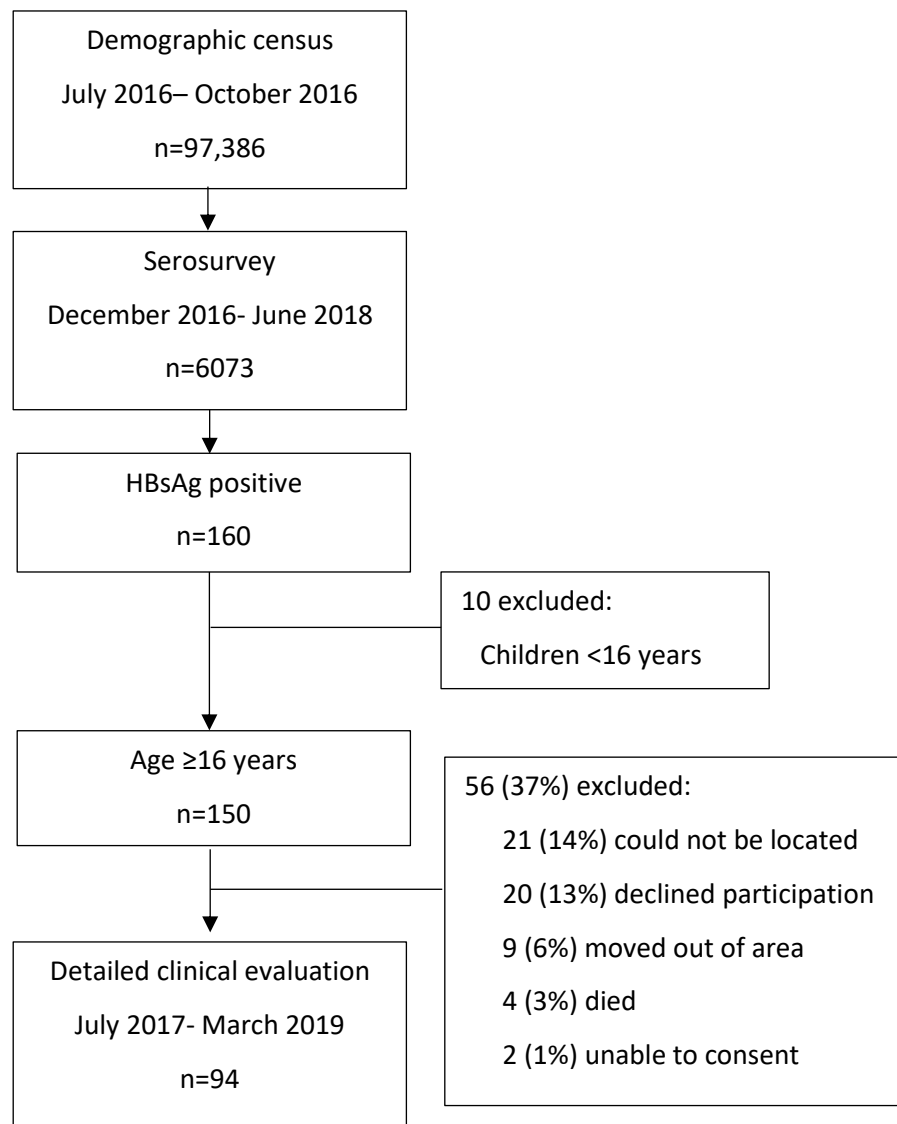 Demographic census
July 2016– October 2016
n=97,386
Serosurvey
December 2016- June 2018
n=6073
HBsAg positive
n=160
10 excluded:
Children <16 years
Age ≥16 years
n=150
56 (37%) excluded:
21 (14%) could not be located
20 (13%) declined participation
9 (6%) moved out of area
4 (3%) died
2 (1%) unable to consent
Detailed clinical evaluation
July 2017- March 2019
n=94